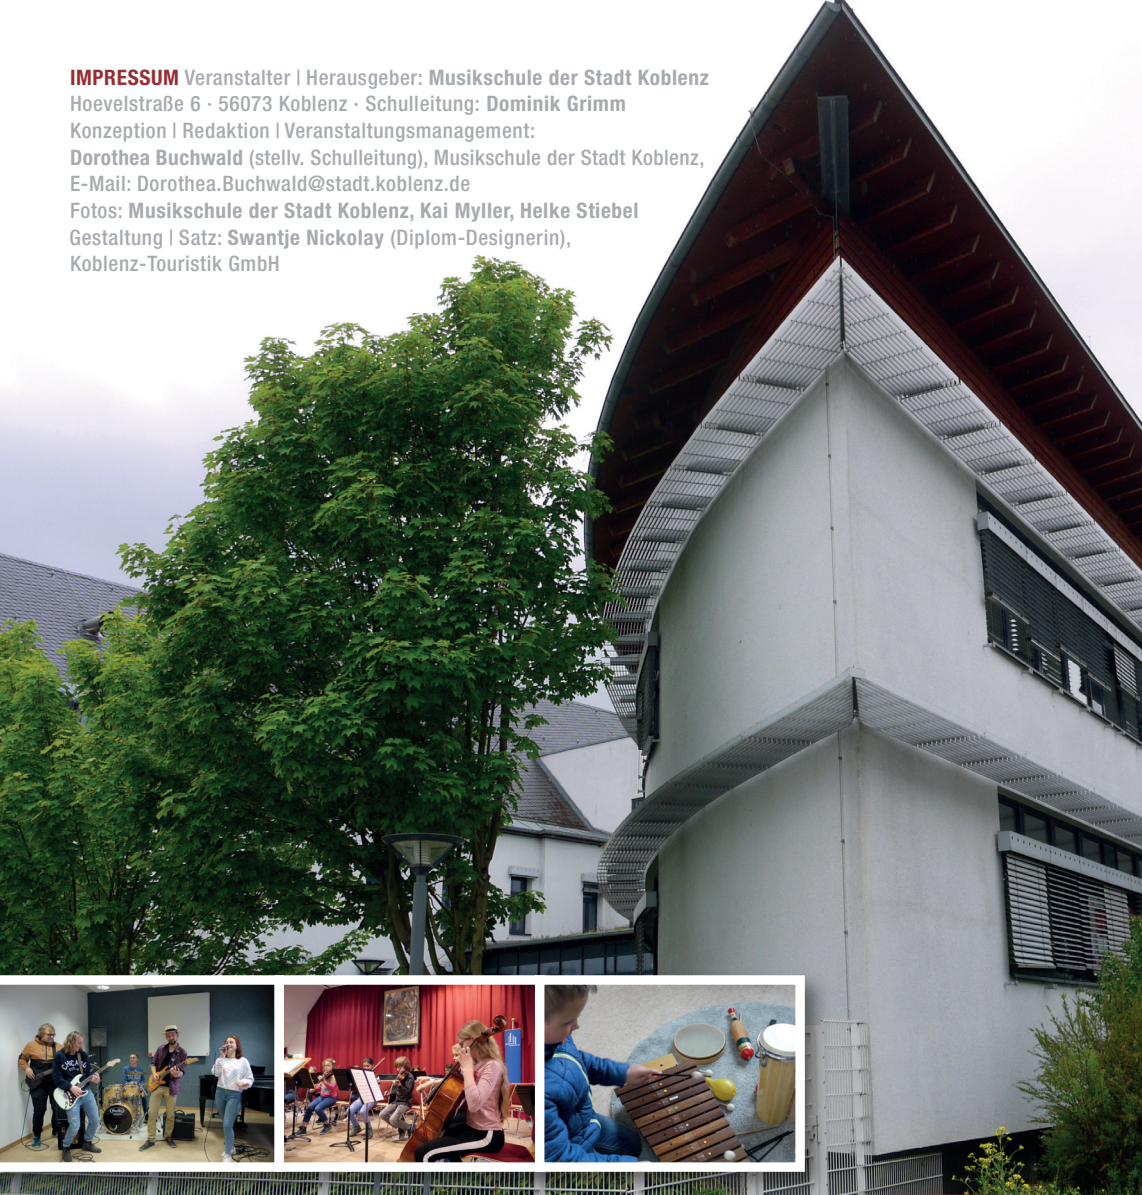 IMPRESSUM Veranstalter | Herausgeber: Musikschule der Stadt Koblenz
Hoevelstraße 6 · 56073 Koblenz · Schulleitung: Dominik Grimm
Konzeption | Redaktion | Veranstaltungsmanagement:
Dorothea Buchwald (stellv. Schulleitung), Musikschule der Stadt Koblenz,
E-Mail: Dorothea.Buchwald@stadt.koblenz.de
Fotos: Musikschule der Stadt Koblenz, Kai Myller, Helke Stiebel
Gestaltung | Satz: Swantje Nickolay (Diplom-Designerin),
Koblenz-Touristik GmbH